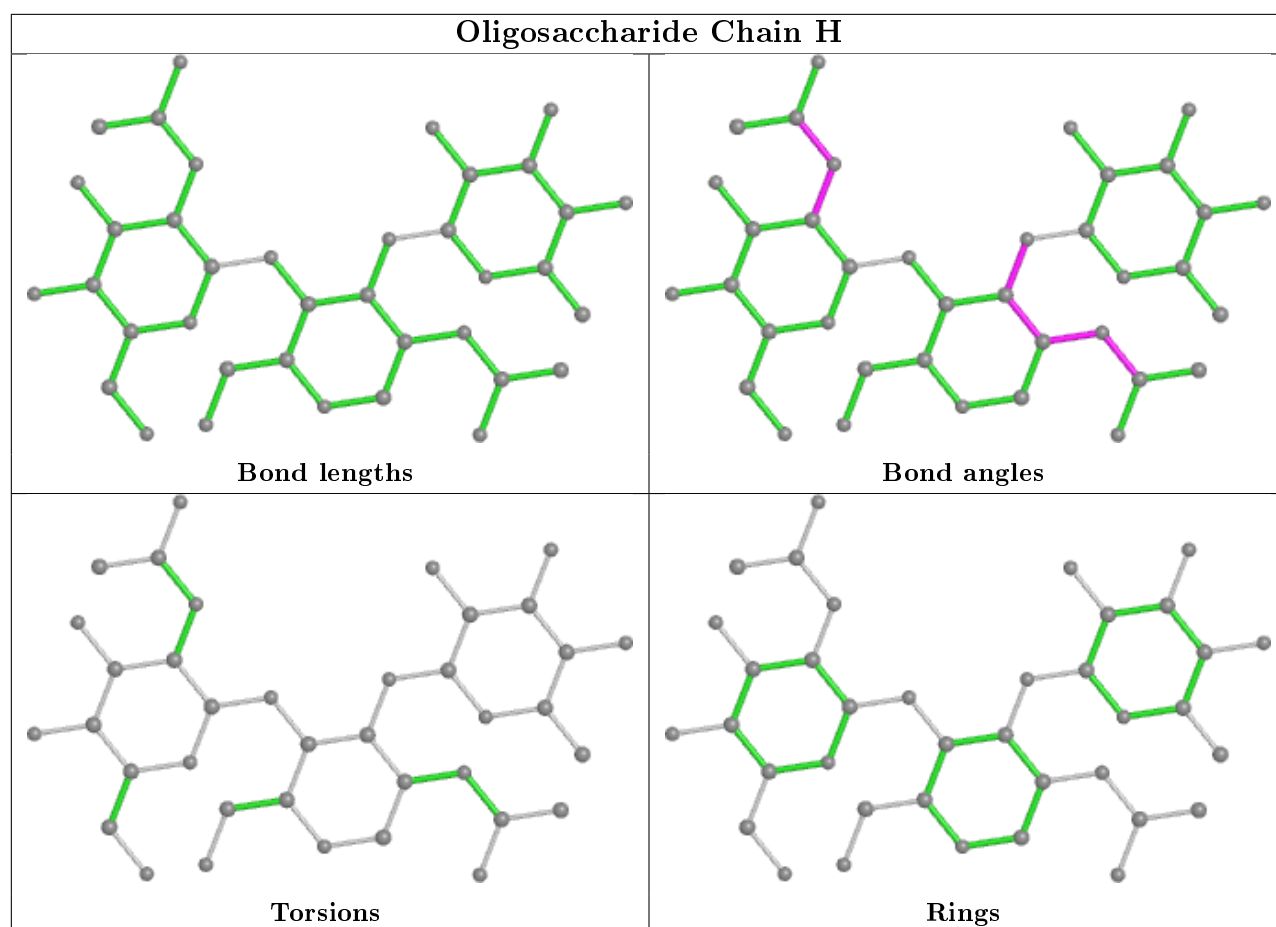 Oligosaccharide Chain H
Bond lengths
Bond angles
Torsions
Rings